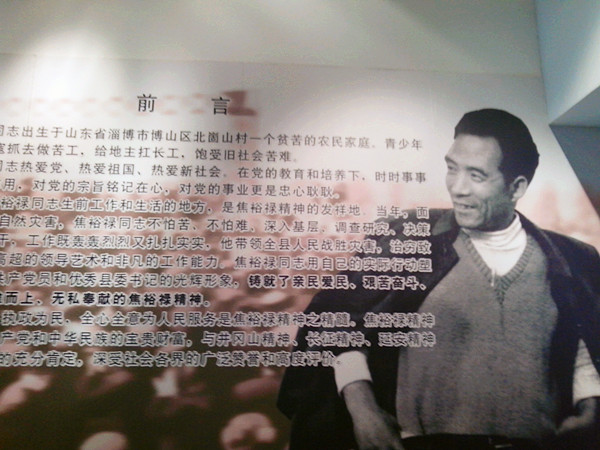 前 言
同志出生于山东省淄博市博山区北崮山村一个贫苦的农民家庭。青少年
抓去做苦工，给地主扛长工，饱受旧社会苦难。
同志热爱党、热爱祖国、热爱新社会。在党的教育和培养下，时时事事
用，对党的宗旨铭记在心，对党的事业更是忠心耿耿。
裕禄同志生前工作和生活的地方，是焦裕禄精神的发祥地。当年，面
自然灾害，焦裕禄同志不怕苦、不怕难，深入基层，调查研究，决策
干，工作既轰轰烈烈又扎扎实实，他带领全县人民战胜灾害，治穷致
高超的领导艺术和非凡的工作能力。焦裕禄同志用自己的实际行动塑
产党员和优秀县委书记的光辉形象，铸就了亲民爱民、艰苦奋斗、
而上、无私奉献的焦裕禄精神。
执政为民、全心全意为人民服务是焦裕禄精神之精髓。焦裕禄精神
产党和中华民族的宝贵财富，与井冈山精神、长征精神、延安精神
的充分肯定，深受社会各界的广泛赞誉和高度评价。